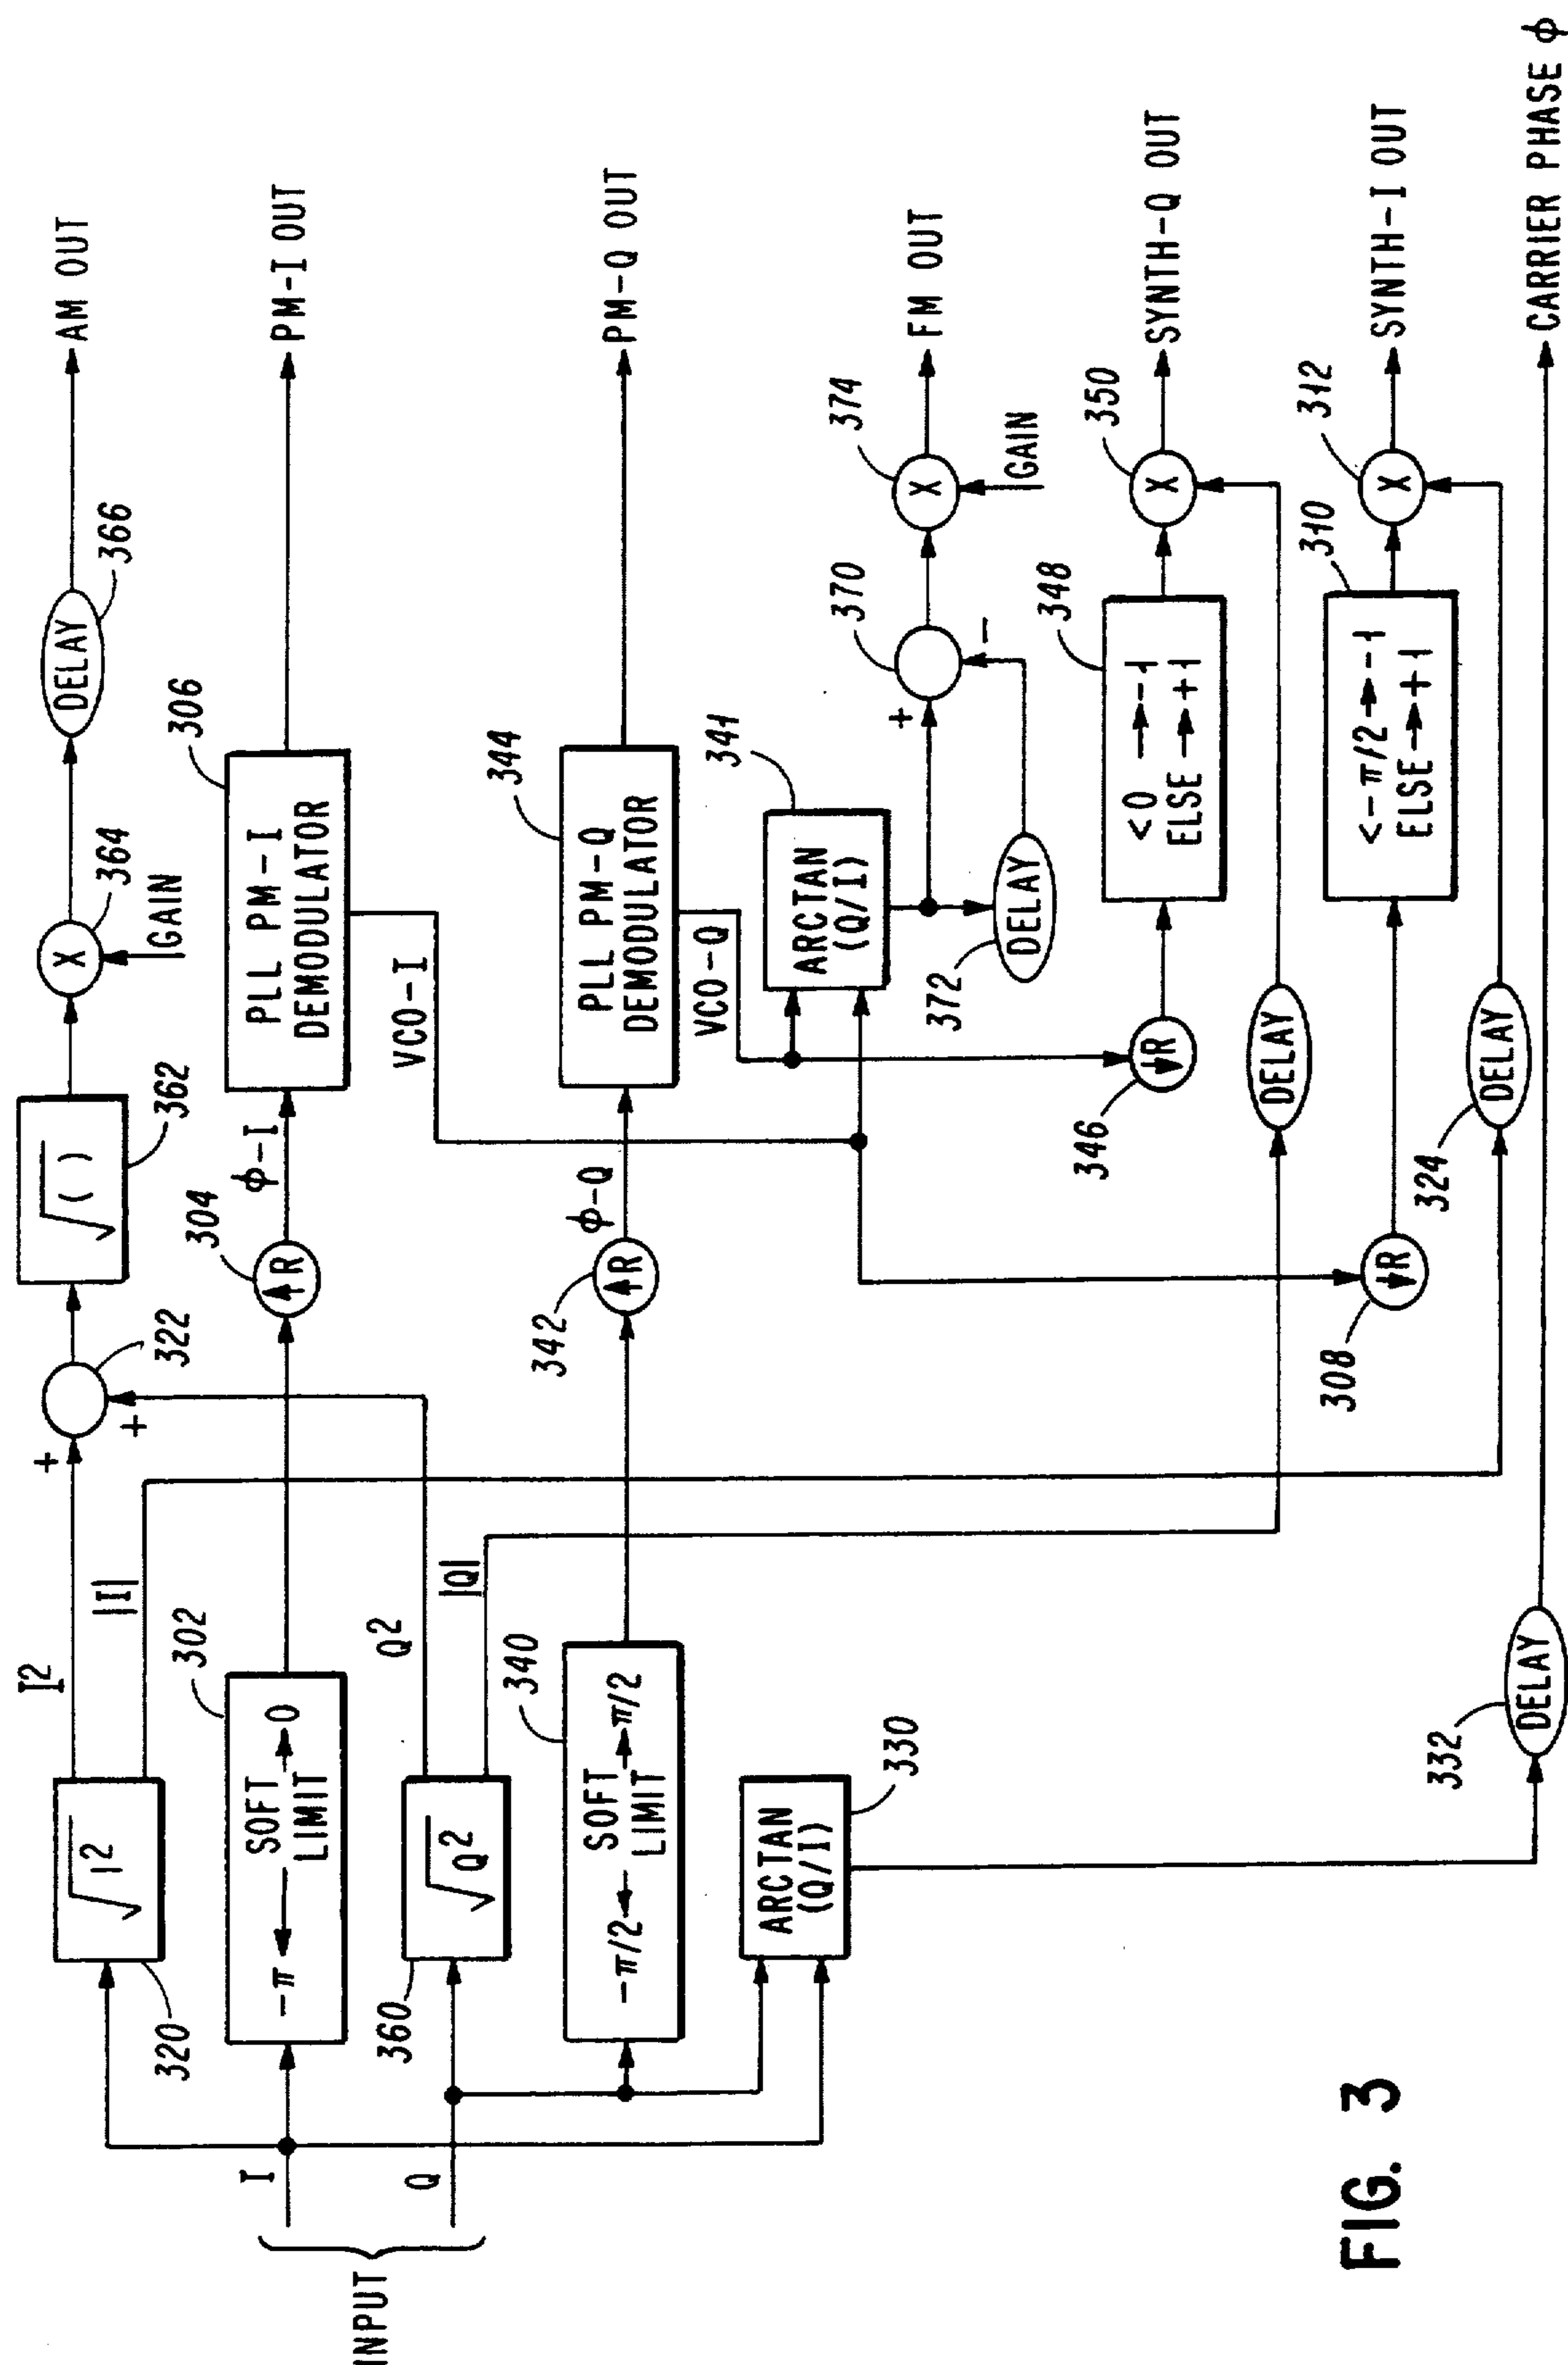 INPUT
I
Q
320
√I2
I2
|I|
+
+
322
362
√( )
364
X
GAIN
366
DELAY
AM OUT
302
-π ← SOFT → 0
LIMIT
304
↑R
ϕ-I
306
PLL PM-I
DEMODULATOR
PM-I OUT
VCO-I
360
√Q2
Q2
|Q|
340
-π/2 ← SOFT → π/2
LIMIT
342
↑R
ϕ-Q
344
PLL PM-Q
DEMODULATOR
PM-Q OUT
VCO-Q
330
ARCTAN
(Q/I)
341
ARCTAN
(Q/I)
372
DELAY
370
+
-
374
X
GAIN
FM OUT
346
↓R
348
<0 → -1
ELSE → +1
350
X
SYNTH-Q OUT
DELAY
308
↓R
310
<-π/2 → -1
ELSE → +1
312
X
SYNTH-I OUT
324
DELAY
332
DELAY
CARRIER PHASE ϕ
FIG. 3